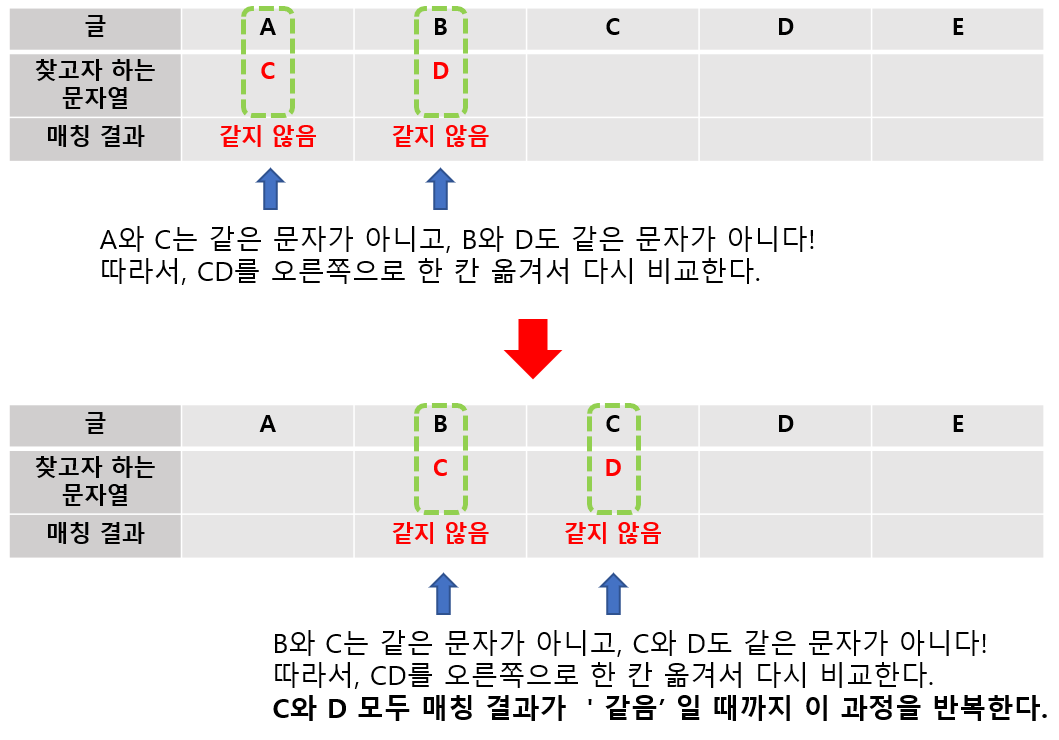 글 A B C D E
찾고자 하는 C D
문자열
매칭 결과 같지 않음 같지 않음
A와 C는 같은 문자가 아니고, B와 D도 같은 문자가 아니다!
따라서, CD를 오른쪽으로 한 칸 옮겨서 다시 비교한다.
글 A B C D E
찾고자 하는 C D
문자열
매칭 결과 같지 않음 같지 않음
B와 C는 같은 문자가 아니고, C와 D도 같은 문자가 아니다!
따라서, CD를 오른쪽으로 한 칸 옮겨서 다시 비교한다.
C와 D 모두 매칭 결과가 ' 같음’ 일 때까지 이 과정을 반복한다.